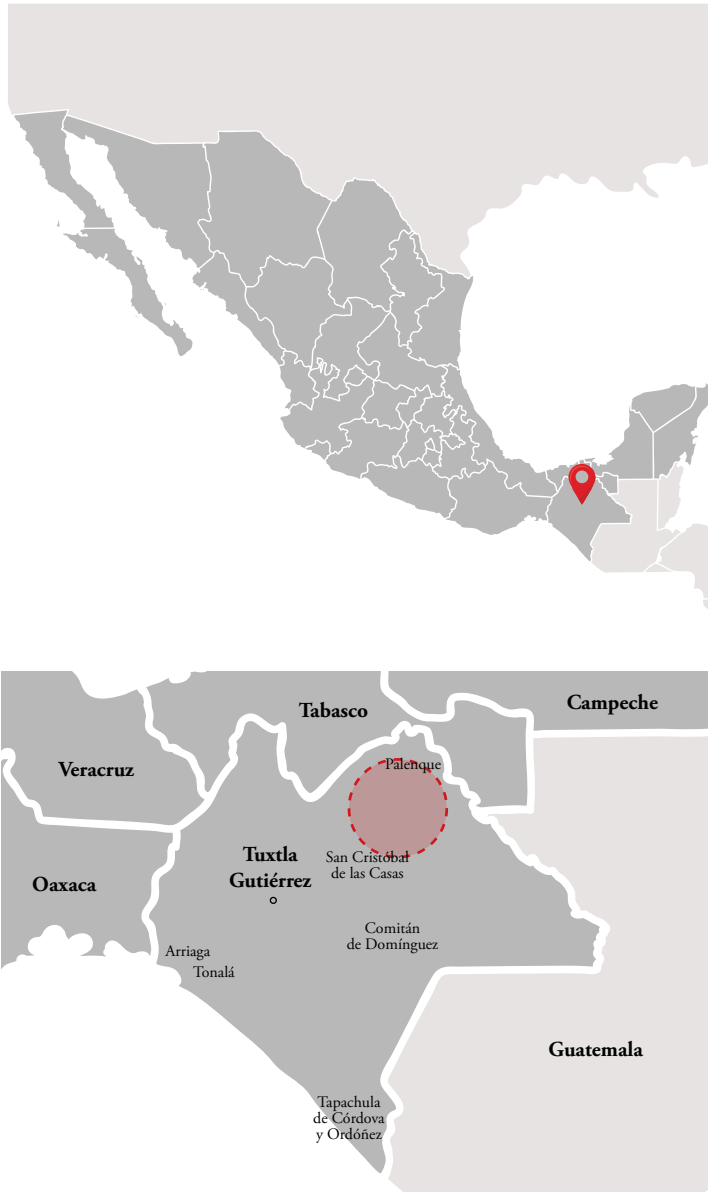 Tabasco
Campeche
Palenque
Veracruz
Tuxtla
Gutiérrez
San Cristóbal
de las Casas
Oaxaca
Comitán
de Domínguez
Arriaga
Tonalá
Guatemala
Tapachula
de Córdova
y Ordóñez